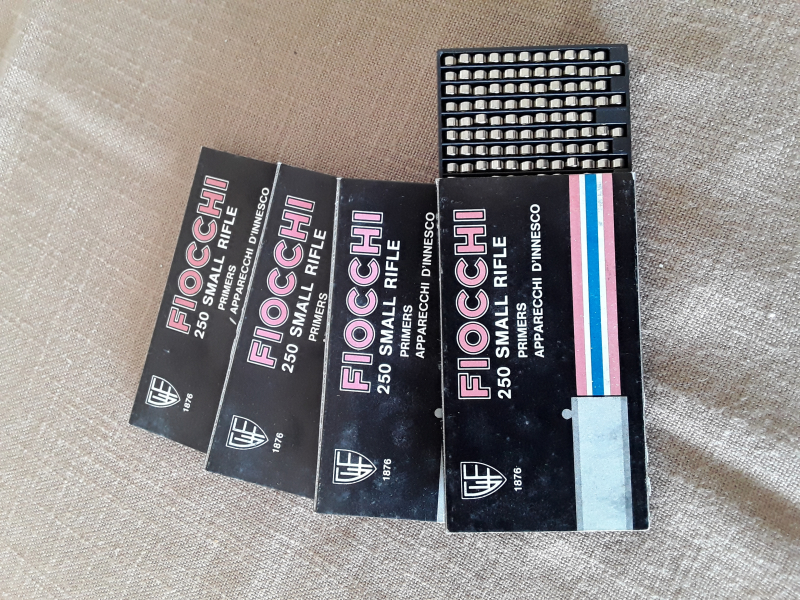 FIOCCHI
250 SMALL RIFLE
PRIMERS
APPARECCHI D'INNESCO
1876
FIOCCHI
250 SMALL RIFLE
PRIMERS
1876
FIOCCHI
250 SMALL RIFLE
PRIMERS
APPARECCHI D'INNESCO
1876
FIOCCHI
250 SMALL RIFLE
PRIMERS
APPARECCHI D'INNESCO
1876